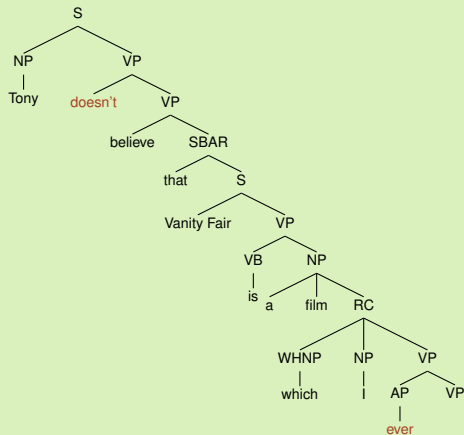 S
NP VP
Tony doesn't VP
believe SBAR
that S
Vanity Fair VP
VB NP
is a film RC
WHNP NP VP
which I AP VP
ever